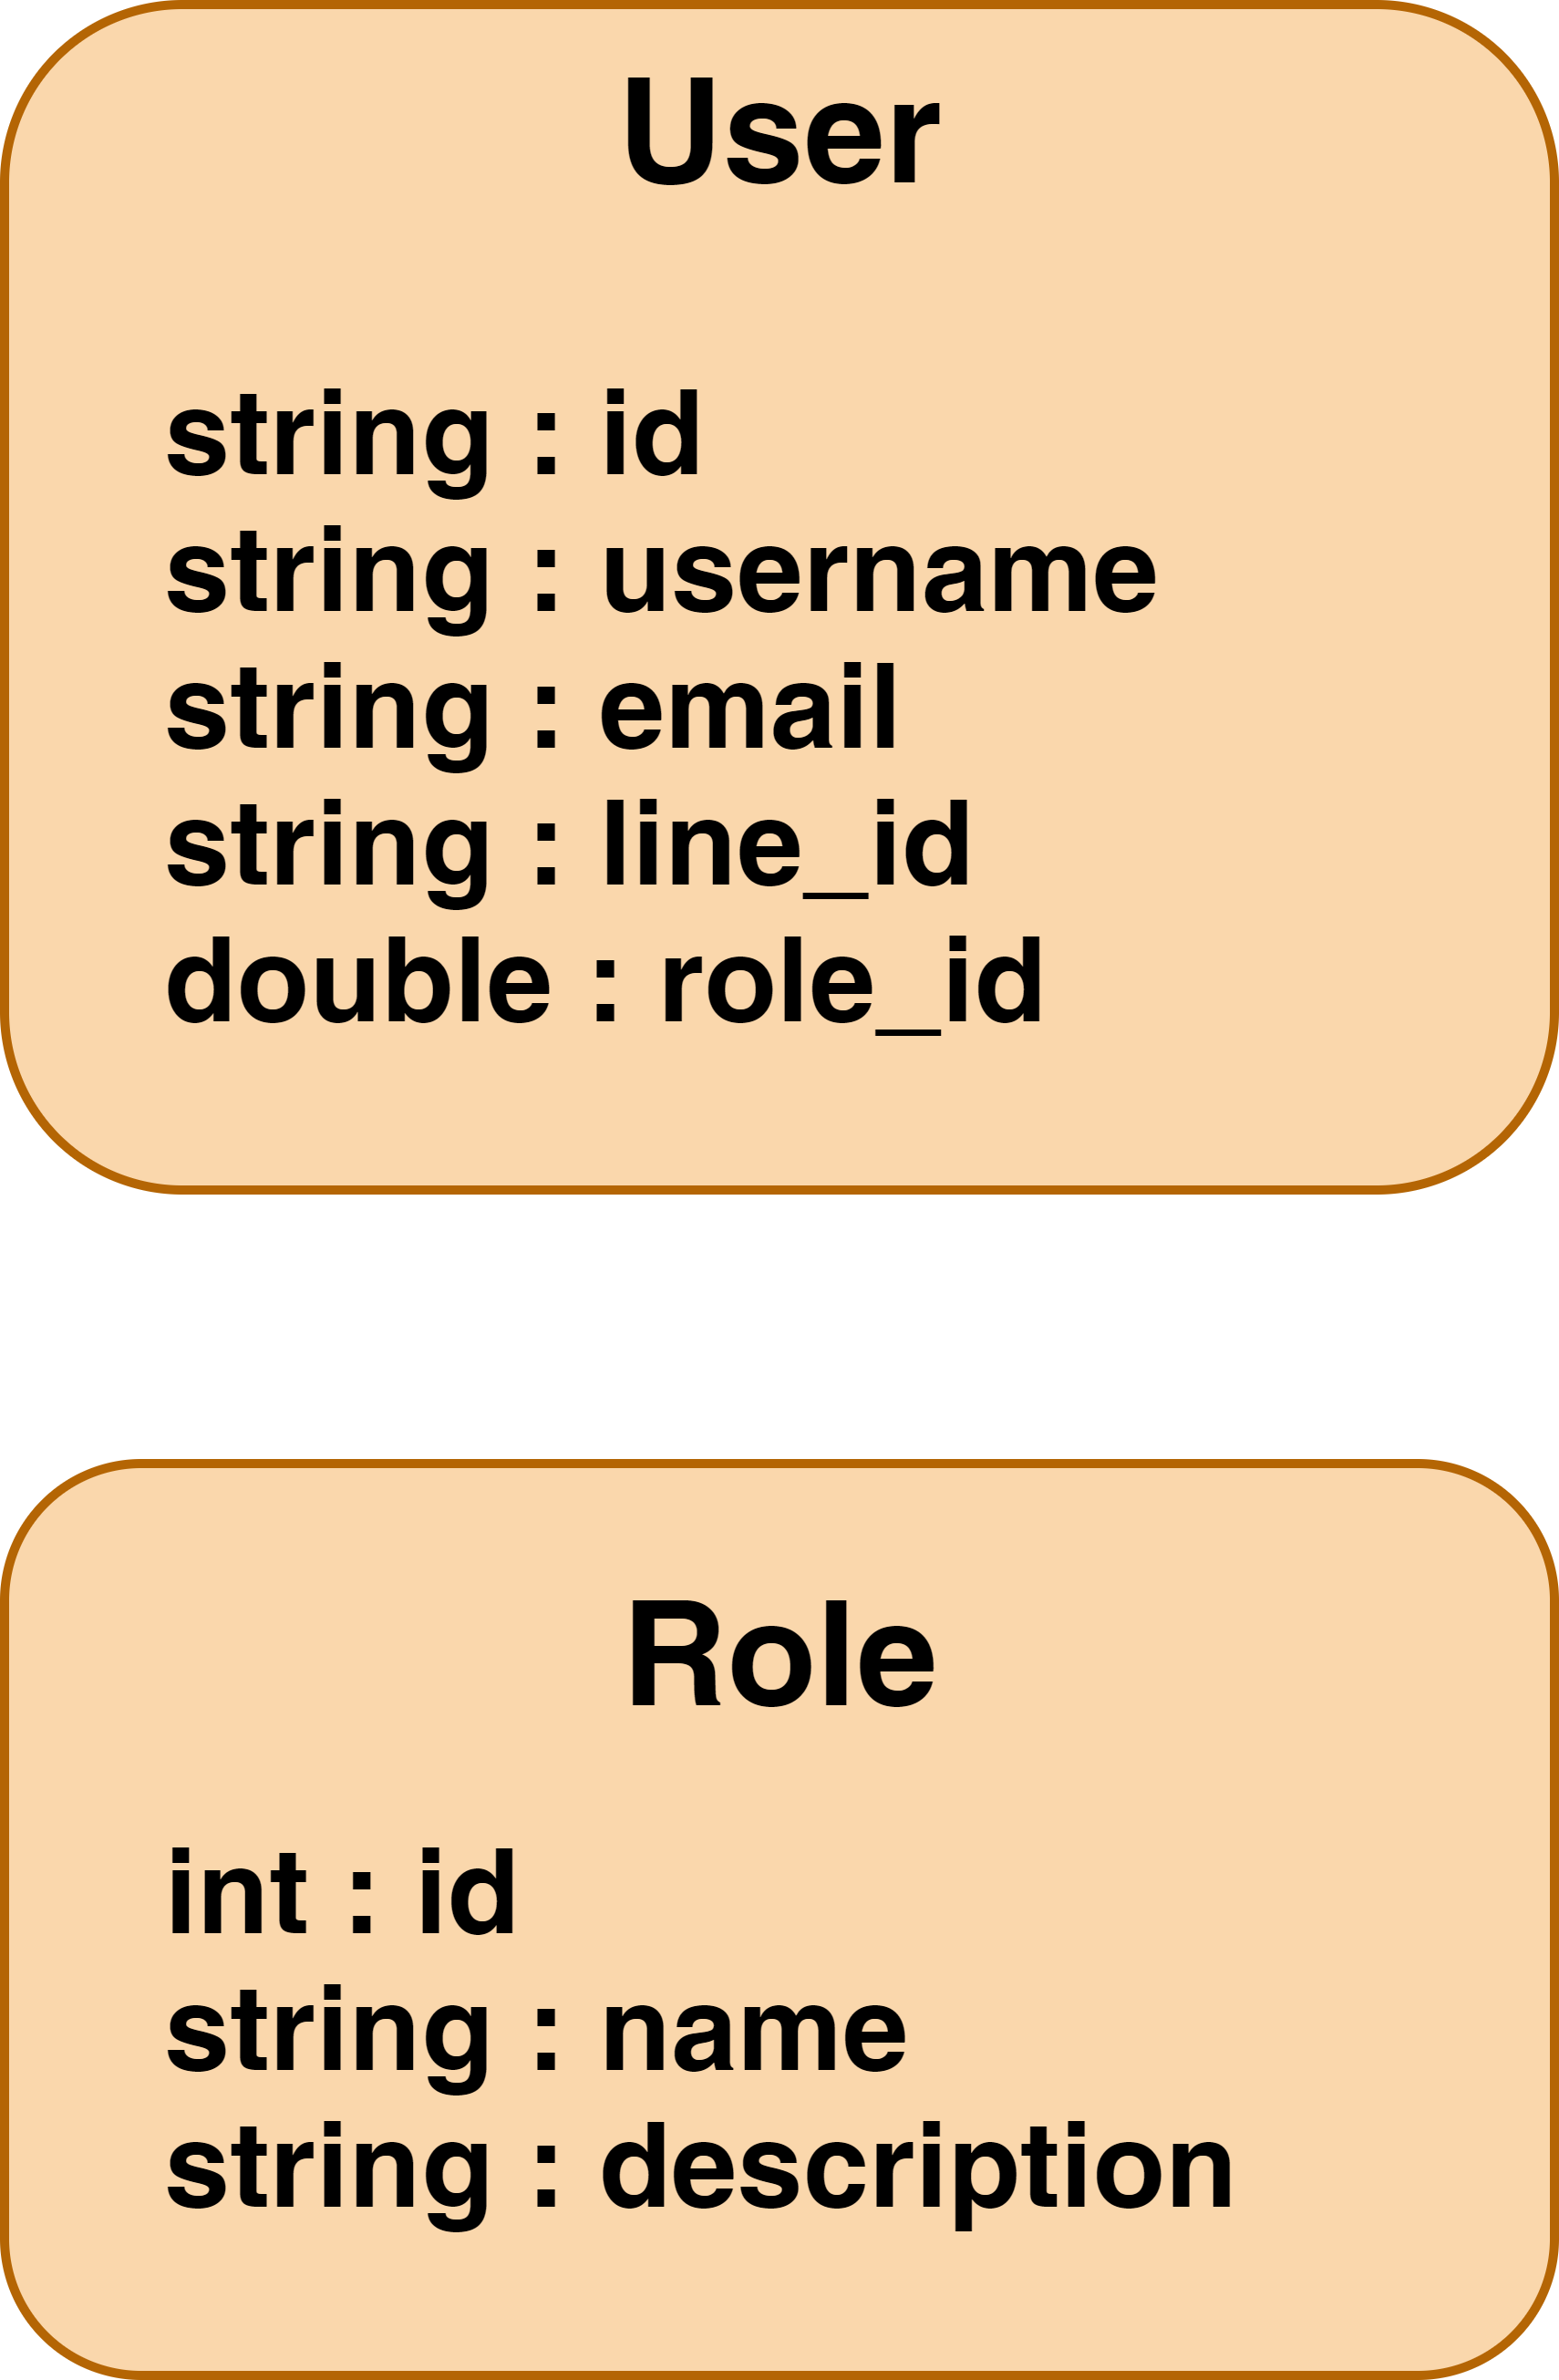 User
string : id
string : username
string : email
string : line_id
double : role_id
Role
int : id
string : name
string : description